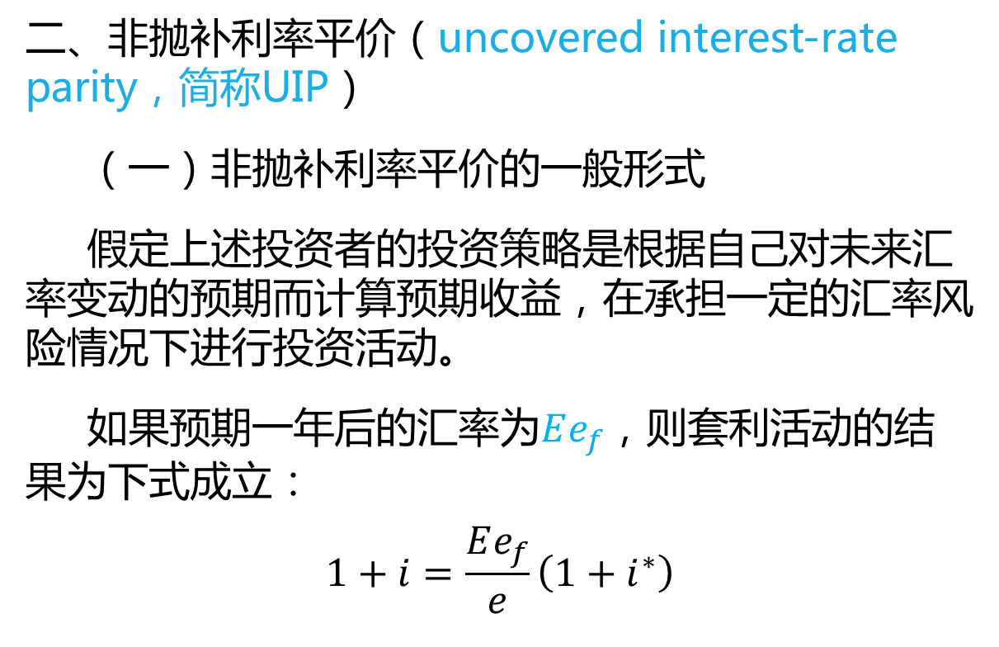 二、非抛补利率平价（uncovered interest-rate
parity，简称UIP）
（一）非抛补利率平价的一般形式
假定上述投资者的投资策略是根据自己对未来汇
率变动的预期而计算预期收益，在承担一定的汇率风
险情况下进行投资活动。
如果预期一年后的汇率为Ee_f，则套利活动的结
果为下式成立：
1 + i = \frac{Ee_f}{e}(1 + i^*)